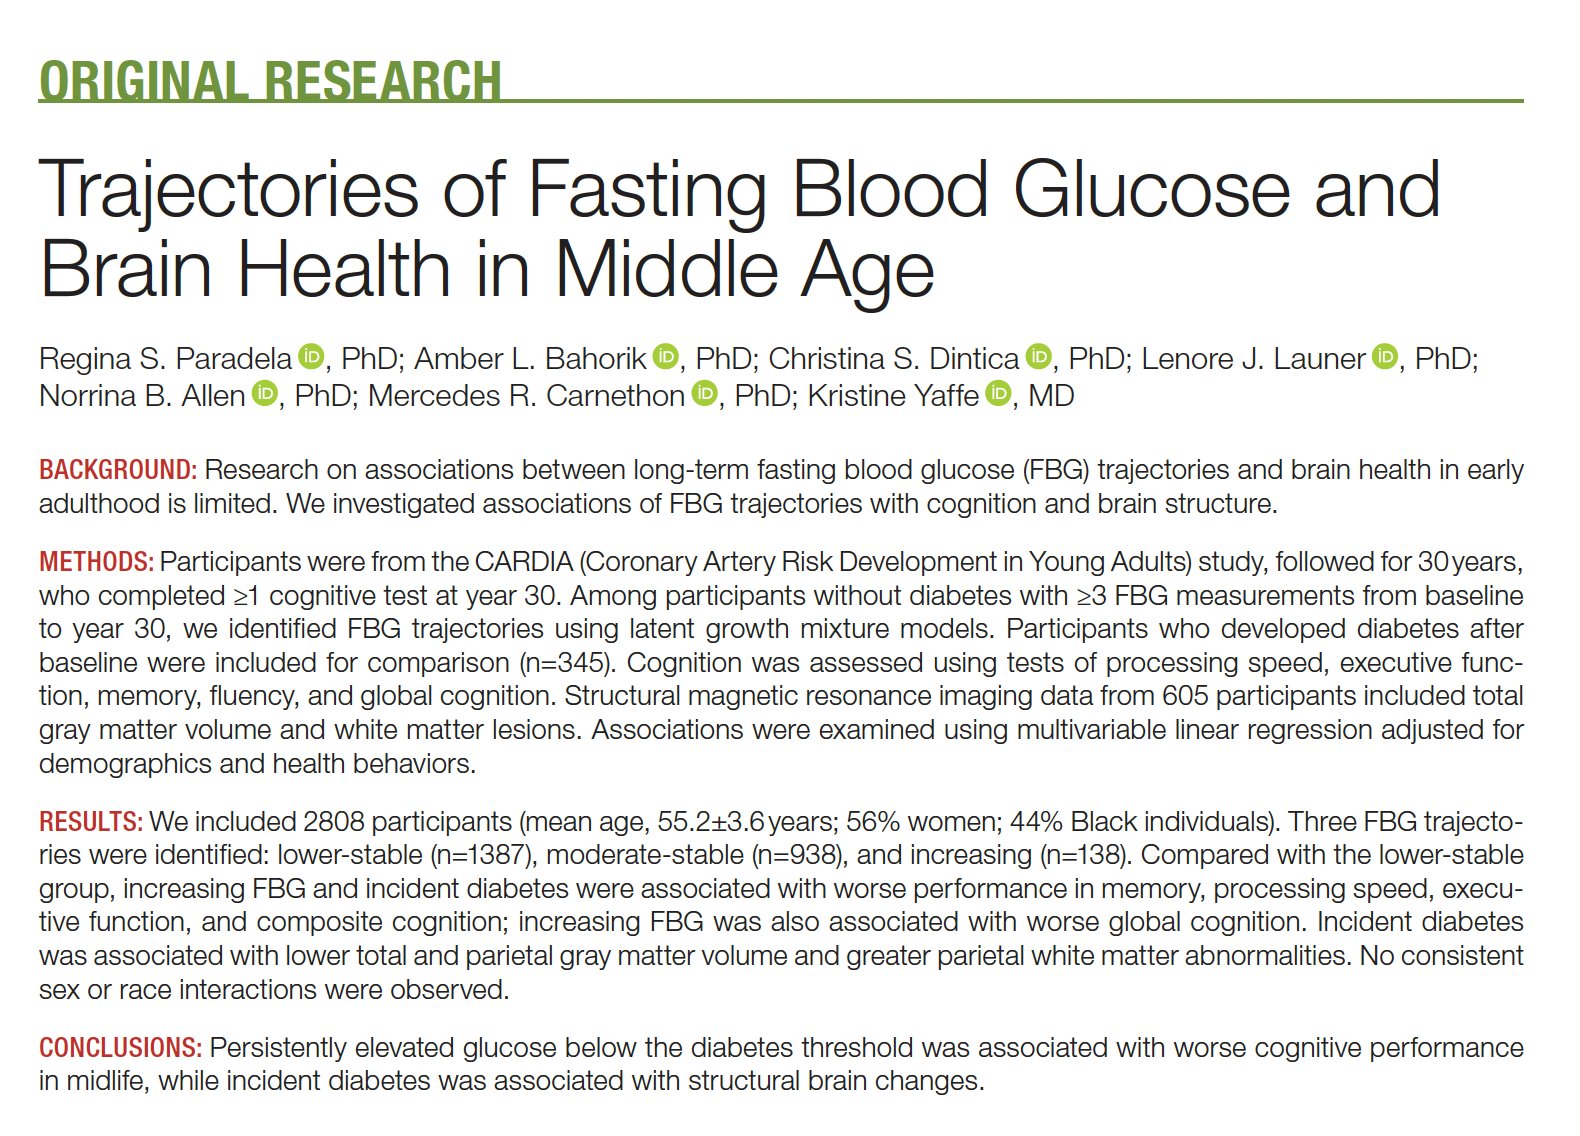 ORIGINAL RESEARCH
Trajectories of Fasting Blood Glucose and
Brain Health in Middle Age
Regina S. Paradela iD, PhD; Amber L. Bahorik iD, PhD; Christina S. Dintica iD, PhD; Lenore J. Launer iD, PhD;
Norrina B. Allen iD, PhD; Mercedes R. Carnethon iD, PhD; Kristine Yaffe iD, MD
BACKGROUND: Research on associations between long-term fasting blood glucose (FBG) trajectories and brain health in early
adulthood is limited. We investigated associations of FBG trajectories with cognition and brain structure.
METHODS: Participants were from the CARDIA (Coronary Artery Risk Development in Young Adults) study, followed for 30 years,
who completed ≥1 cognitive test at year 30. Among participants without diabetes with ≥3 FBG measurements from baseline
to year 30, we identified FBG trajectories using latent growth mixture models. Participants who developed diabetes after
baseline were included for comparison (n=345). Cognition was assessed using tests of processing speed, executive func-
tion, memory, fluency, and global cognition. Structural magnetic resonance imaging data from 605 participants included total
gray matter volume and white matter lesions. Associations were examined using multivariable linear regression adjusted for
demographics and health behaviors.
RESULTS: We included 2808 participants (mean age, 55.2±3.6 years; 56% women; 44% Black individuals). Three FBG trajecto-
ries were identified: lower-stable (n=1387), moderate-stable (n=938), and increasing (n=138). Compared with the lower-stable
group, increasing FBG and incident diabetes were associated with worse performance in memory, processing speed, execu-
tive function, and composite cognition; increasing FBG was also associated with worse global cognition. Incident diabetes
was associated with lower total and parietal gray matter volume and greater parietal white matter abnormalities. No consistent
sex or race interactions were observed.
CONCLUSIONS: Persistently elevated glucose below the diabetes threshold was associated with worse cognitive performance
in midlife, while incident diabetes was associated with structural brain changes.